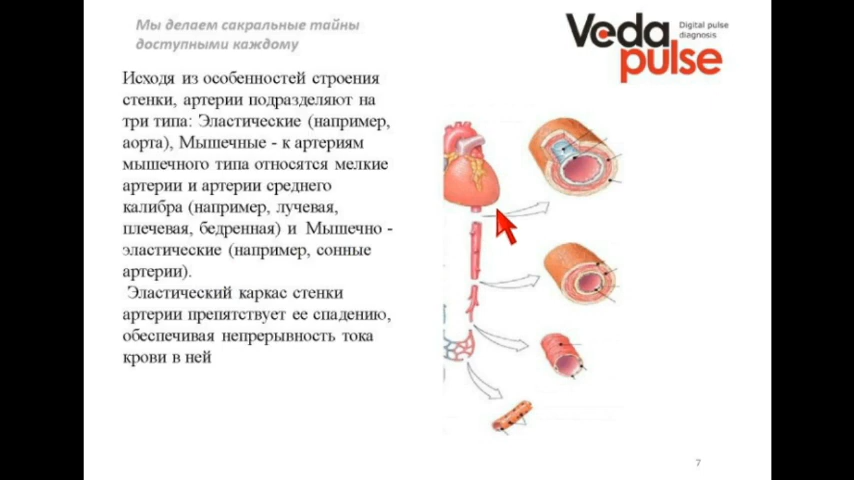 Мы делаем сакральные тайны
доступными каждому
Veda
pulse
Digital pulse
diagnosis
Исходя из особенностей строения
стенки, артерии подразделяют на
три типа: Эластические (например,
аорта), Мышечные - к артериям
мышечного типа относятся мелкие
артерии и артерии среднего
калибра (например, лучевая,
плечевая, бедренная) и Мышечно -
эластические (например, сонные
артерии).
Эластический каркас стенки
артерии препятствует ее спадению,
обеспечивая непрерывность тока
крови в ней
7